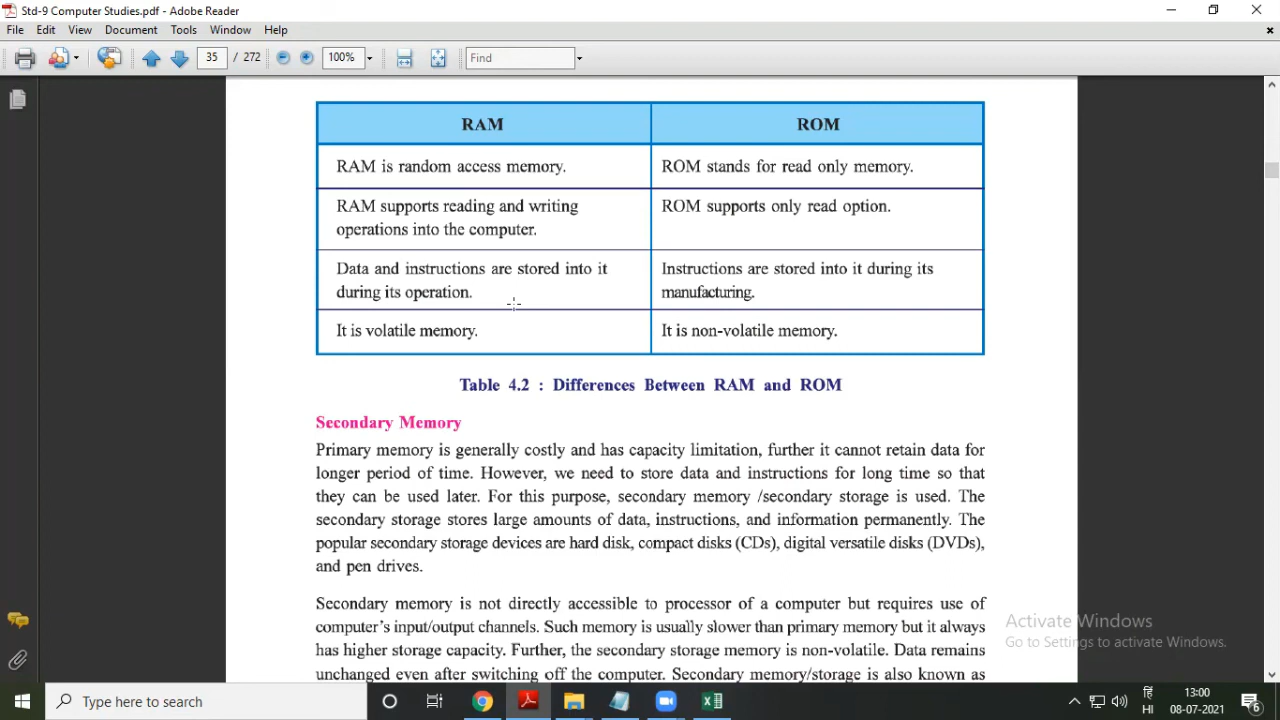 Std-9 Computer Studies.pdf - Adobe Reader
File Edit View Document Tools Window Help
35 / 272 100% Find
RAM ROM
RAM is random access memory. ROM stands for read only memory.
RAM supports reading and writing ROM supports only read option.
operations into the computer.
Data and instructions are stored into it Instructions are stored into it during its
during its operation. manufacturing.
It is volatile memory. It is non-volatile memory.
Table 4.2 : Differences Between RAM and ROM
Secondary Memory
Primary memory is generally costly and has capacity limitation, further it cannot retain data for
longer period of time. However, we need to store data and instructions for long time so that
they can be used later. For this purpose, secondary memory /secondary storage is used. The
secondary storage stores large amounts of data, instructions, and information permanently. The
popular secondary storage devices are hard disk, compact disks (CDs), digital versatile disks (DVDs),
and pen drives.
Secondary memory is not directly accessible to processor of a computer but requires use of
computer's input/output channels. Such memory is usually slower than primary memory but it always
has higher storage capacity. Further, the secondary storage memory is non-volatile. Data remains
unchanged even after switching off the computer. Secondary memory/storage is also known as
Activate Windows
Go to Settings to activate Windows.
Type here to search
हिं 13:00
HI 08-07-2021 6